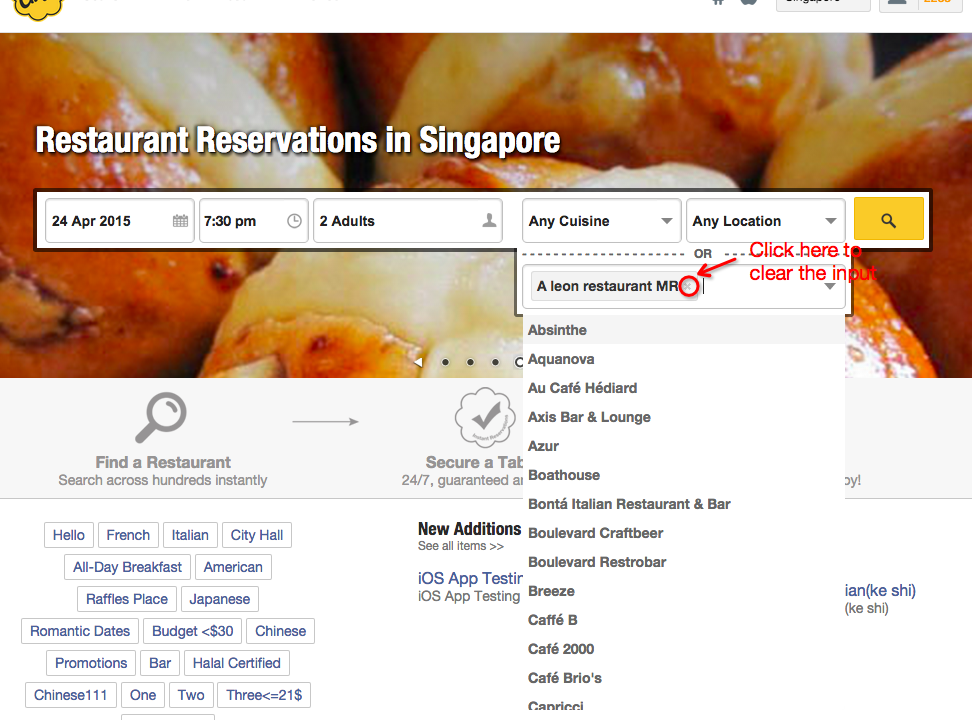 Restaurant Reservations in Singapore
24 Apr 2015
7:30 pm
2 Adults
Any Cuisine
Any Location
OR
Click here to
clear the input
A leon restaurant MR
Absinthe
Aquanova
Au Café Hédiard
Axis Bar & Lounge
Azur
Boathouse
Bontá Italian Restaurant & Bar
Boulevard Craftbeer
Boulevard Restrobar
Breeze
Caffé B
Café 2000
Café Brio's
Capricci
Find a Restaurant
Search across hundreds instantly
Secure a Tab
24/7, guaranteed a
by!
Hello French Italian City Hall
All-Day Breakfast American
Raffles Place Japanese
Romantic Dates Budget <$30 Chinese
Promotions Bar Halal Certified
Chinese111 One Two Three<=21$
New Additions
See all items >>
iOS App Testin
iOS App Testing
ian(ke shi)
(ke shi)